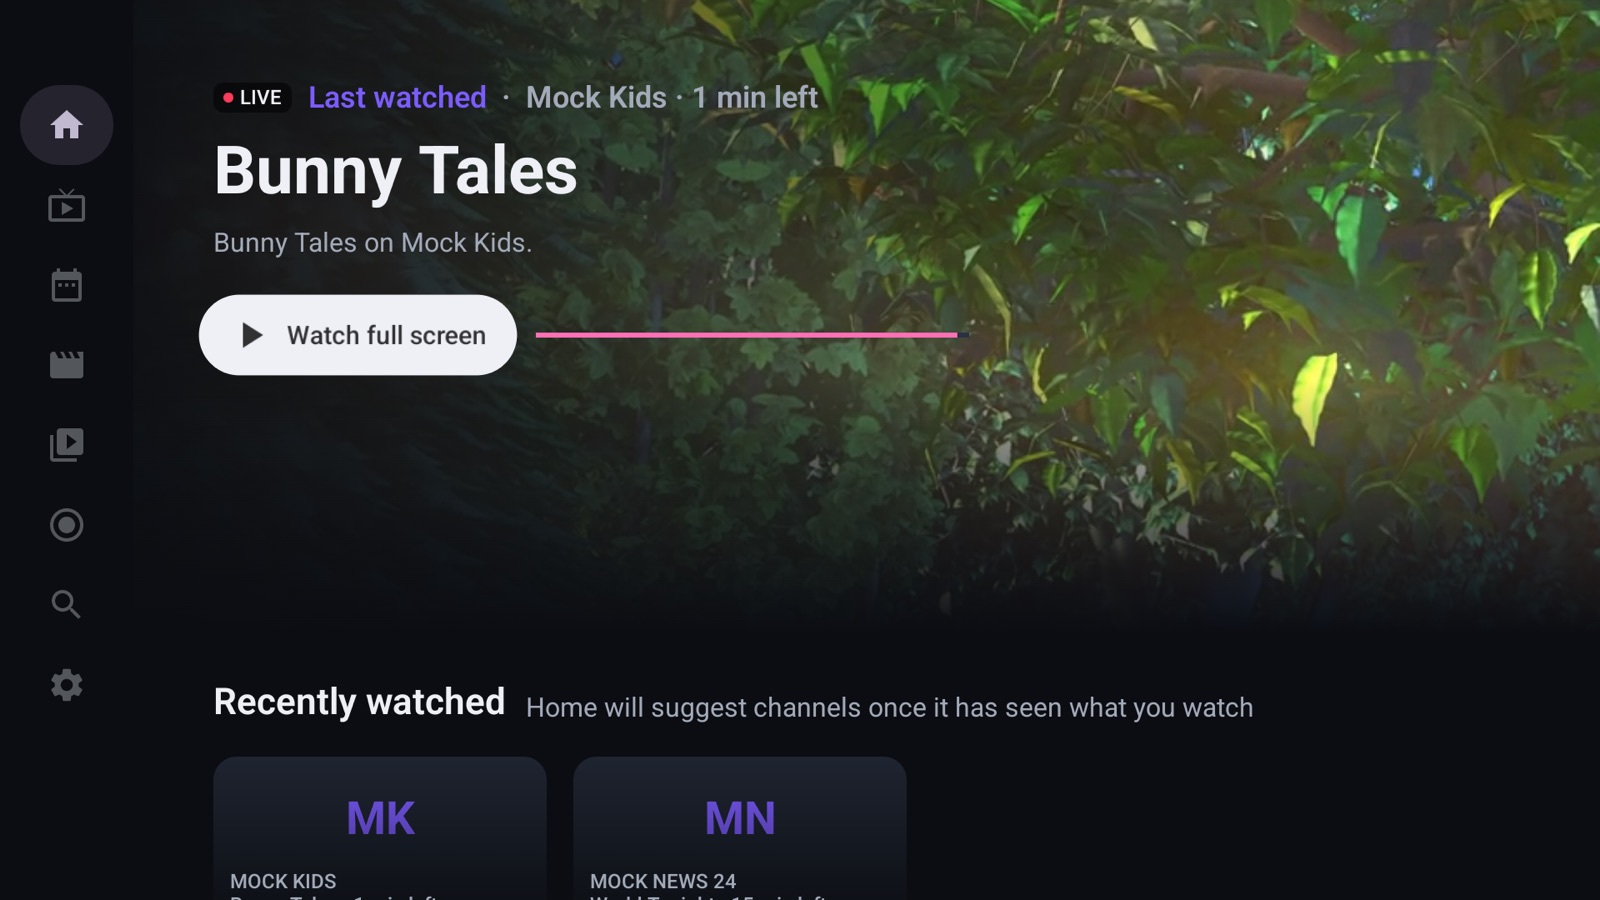 LIVE Last watched · Mock Kids · 1 min left
Bunny Tales
Bunny Tales on Mock Kids.
Watch full screen
Recently watched Home will suggest channels once it has seen what you watch
MK
MN
MOCK KIDS
MOCK NEWS 24